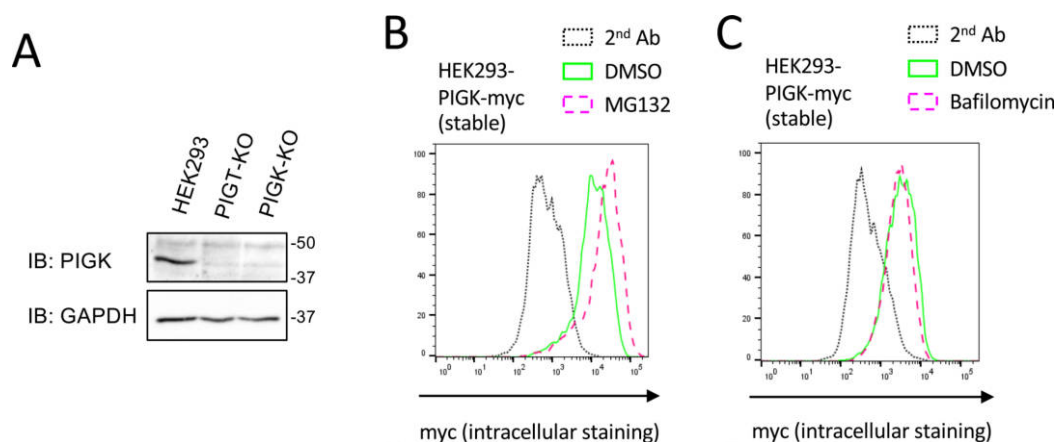 A
HEK293
PIGT-KO
PIGK-KO
IB: PIGK
-50
-37
IB: GAPDH
-37
B
HEK293-
PIGK-myc
(stable)
2nd Ab
DMSO
MG132
100
80
60
40
20
0
10^0 10^1 10^2 10^3 10^4 10^5
myc (intracellular staining)
C
HEK293-
PIGK-myc
(stable)
2nd Ab
DMSO
Bafilomycin
100
80
60
40
20
0
10^0 10^1 10^2 10^3 10^4 10^5
myc (intracellular staining)